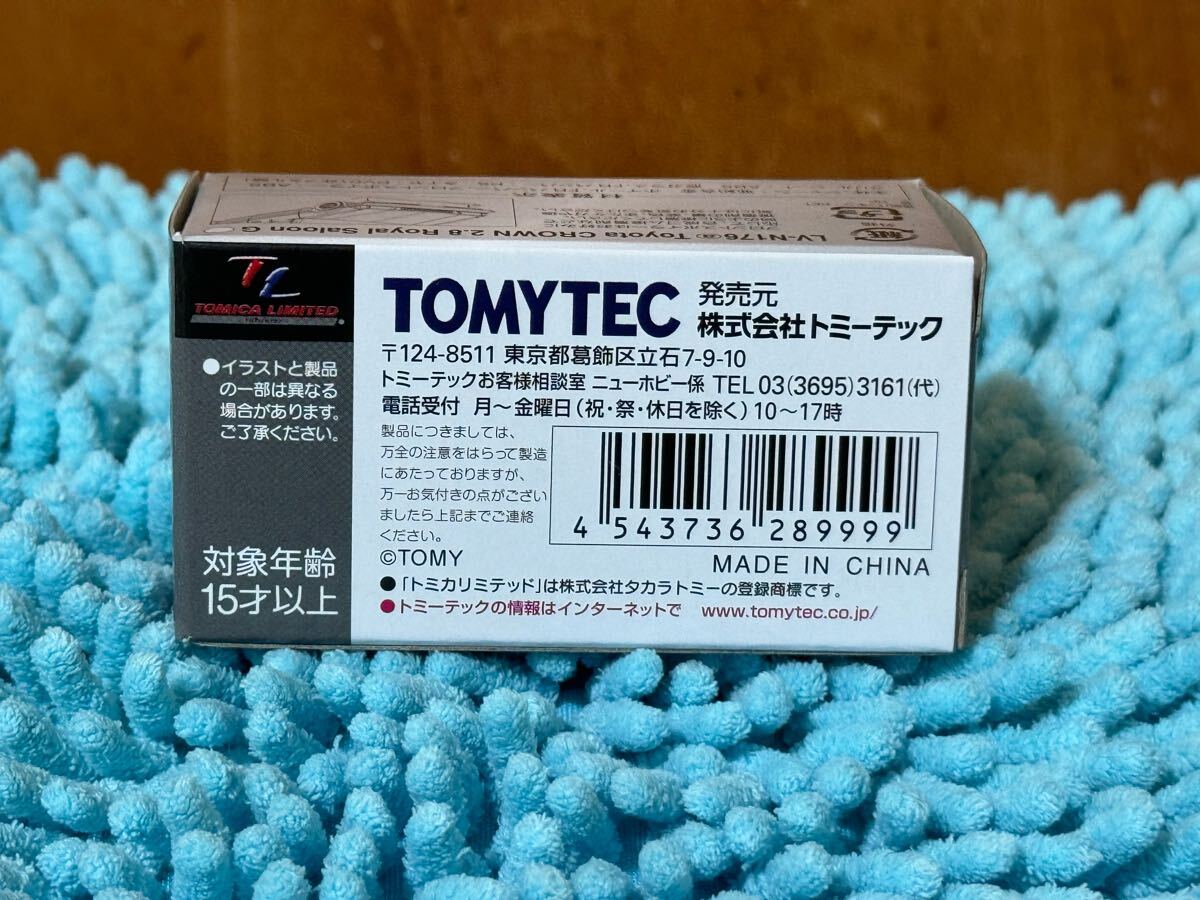 LV-N176 Toyota CROWN 2.8 Royal Saloon G
材質表示
TL
TOMICA LIMITED
TOMYTEC
発売元
株式会社トミーテック
〒124-8511 東京都葛飾区立石7-9-10
トミーテックお客様相談室 ニューホビー係 TEL 03(3695)3161(代)
電話受付 月～金曜日(祝・祭・休日を除く)10～17時
●イラストと製品
の一部は異なる
場合があります。
ご了承ください。
製品につきましては、
万全の注意をはらって製造
にあたっておりますが、
万一お気付きの点がござい
ましたら上記までご連絡
ください。
4 543736 289999
対象年齢
15才以上
©TOMY
MADE IN CHINA
●「トミカリミテッド」は株式会社タカラトミーの登録商標です。
●トミーテックの情報はインターネットで www.tomytec.co.jp/